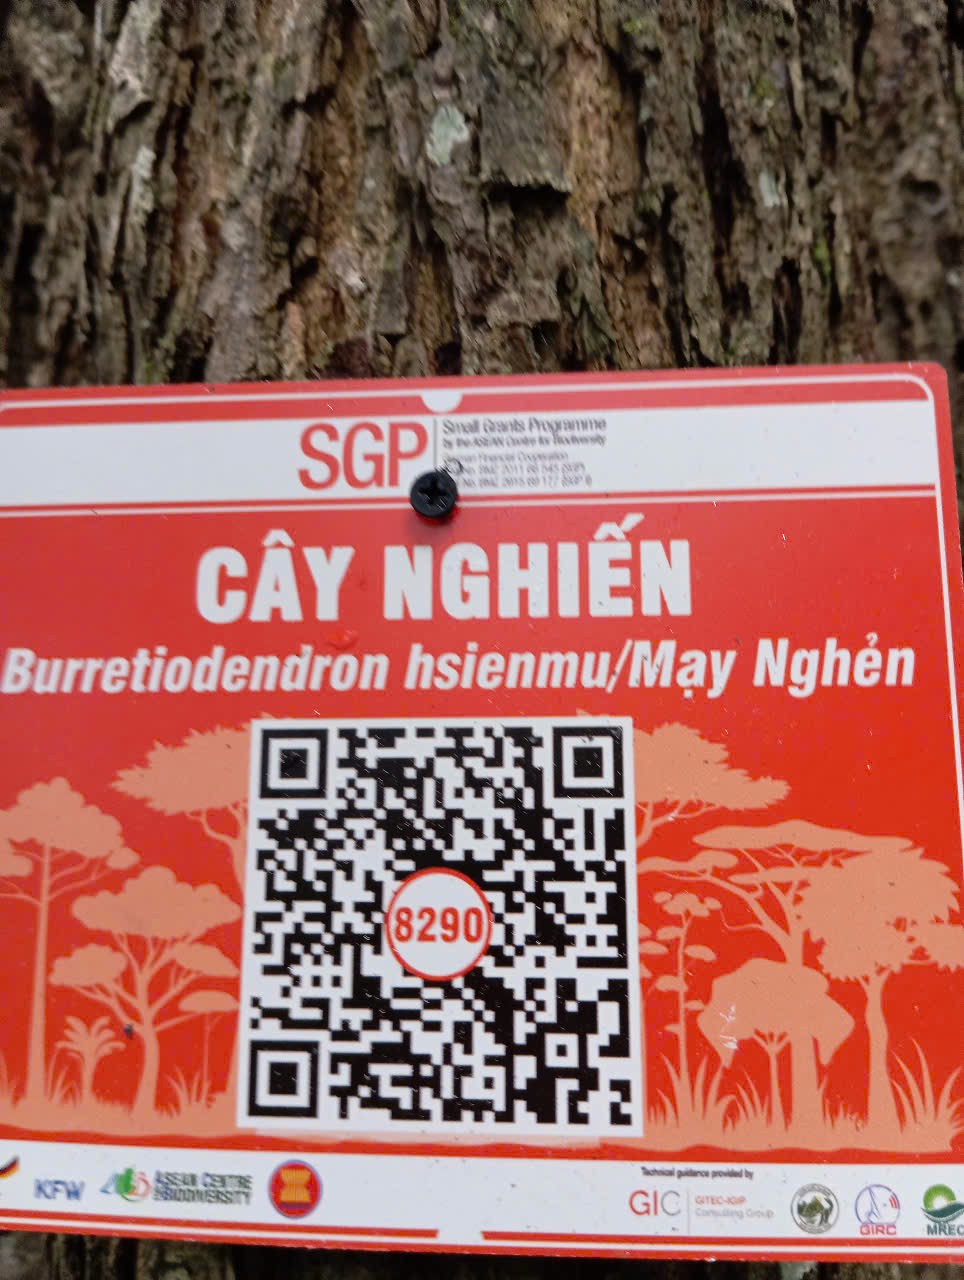 SGP
Small Grants Programme
by the ASEAN Centre for Biodiversity
German Financial Cooperation
CÂY NGHIẾN
Burretiodendron hsienmu/Mạy Nghẻn
8290
KFW
ASEAN CENTRE
FOR BIODIVERSITY
Technical guidance provided by
GIC
GITEC-IGIP
Consulting Group
GIRC
MREC